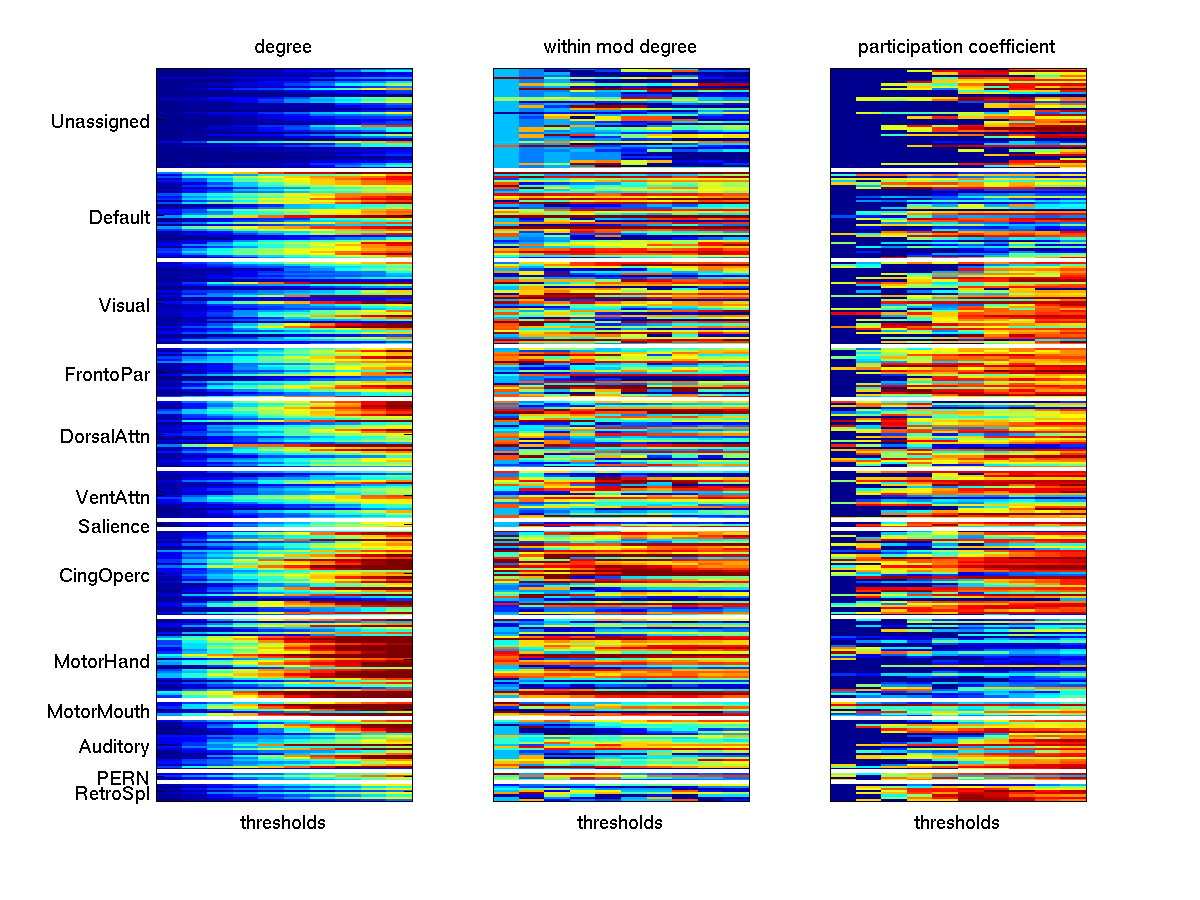 degree
within mod degree
participation coefficient
Unassigned
Default
Visual
FrontoPar
DorsalAttn
VentAttn
Salience
CingOperc
MotorHand
MotorMouth
Auditory
PERN
RetroSpl
thresholds
thresholds
thresholds